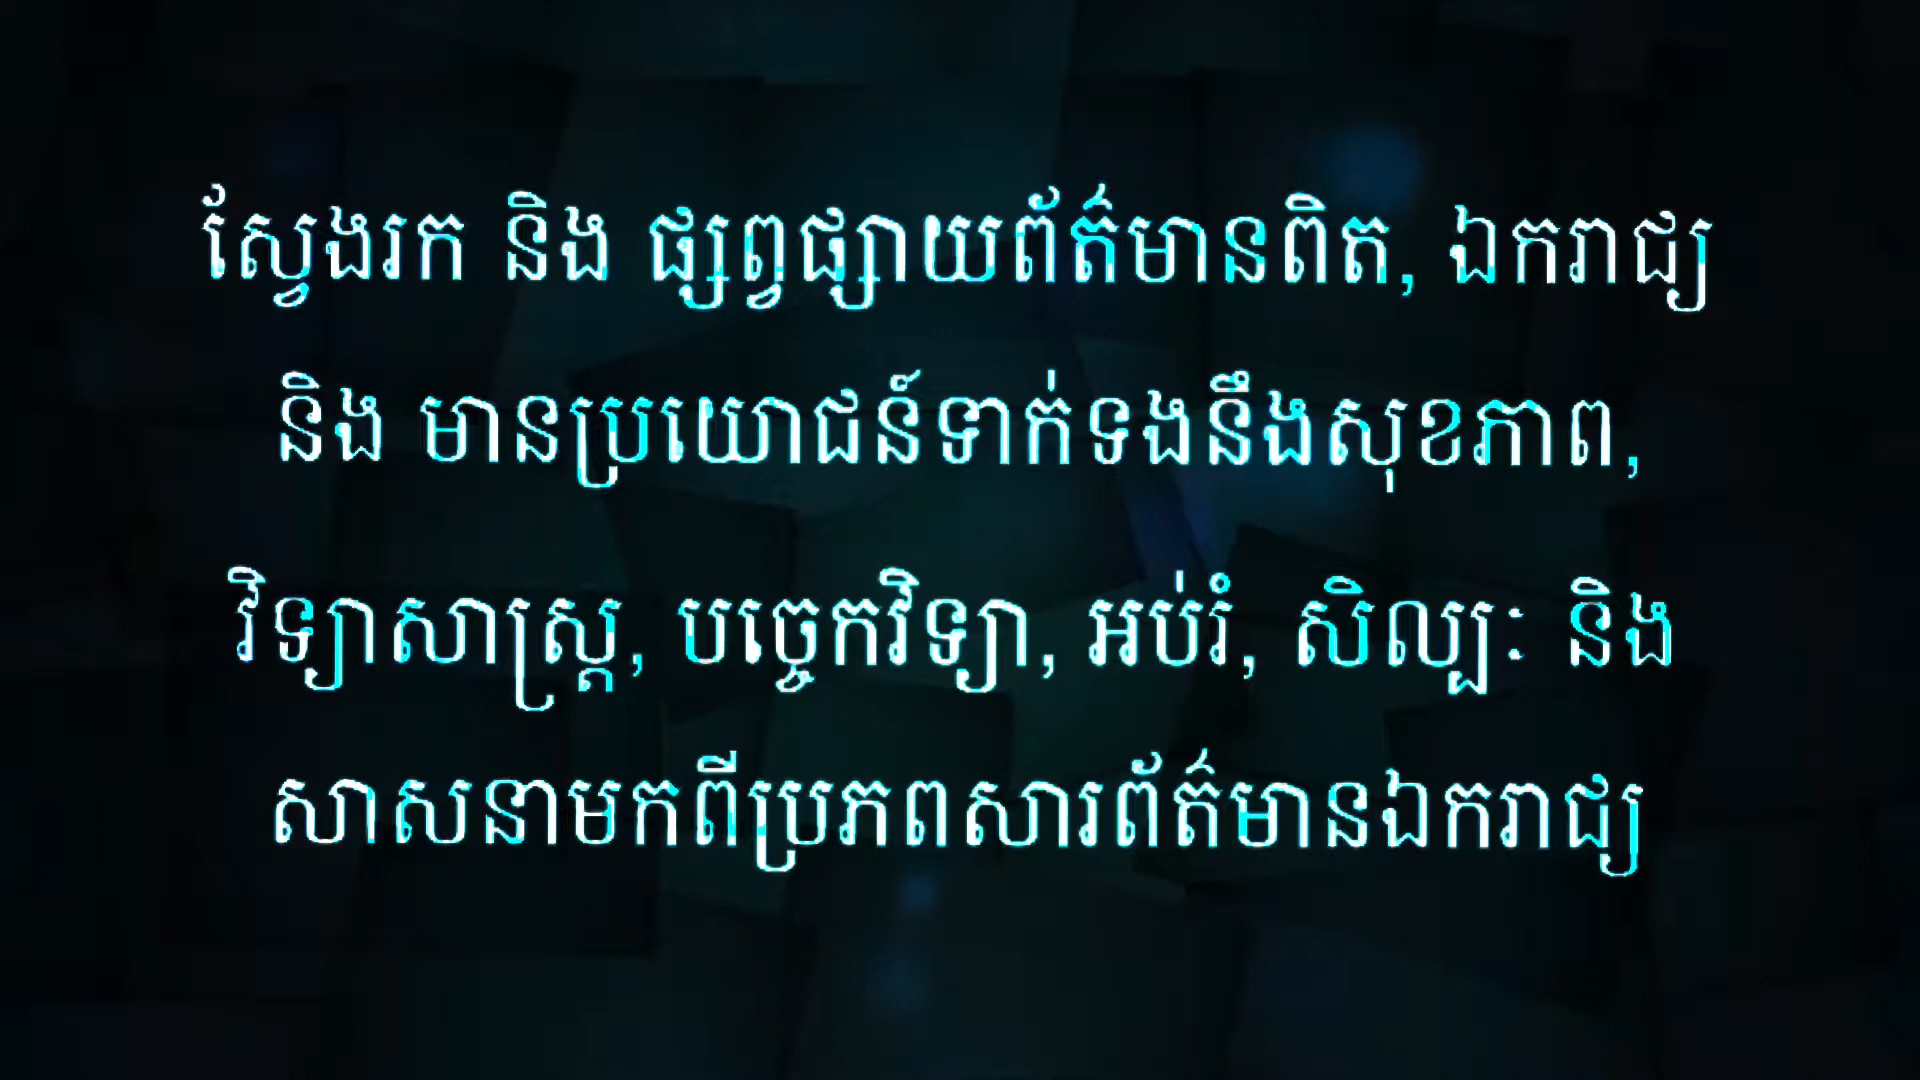 ស្វែងរក និង ផ្សព្វផ្សាយព័ត៌មានពិត, ឯករាជ្យ
និង មានប្រយោជន៍ទាក់ទងនឹងសុខភាព,
វិទ្យាសាស្ត្រ, បច្ចេកវិទ្យា, អប់រំ, សិល្បៈ និង
សាសនាមកពីប្រភពសារព័ត៌មានឯករាជ្យ